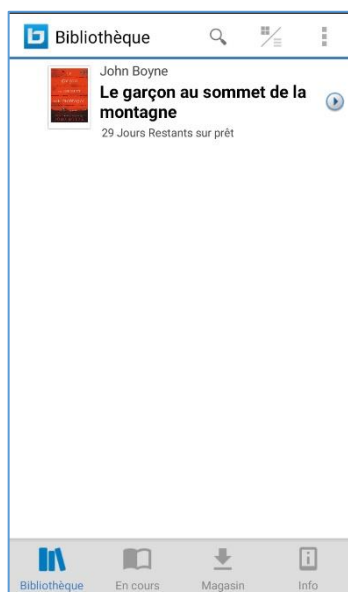 Bibliothèque
John Boyne
Le garçon au sommet de la
montagne
29 Jours Restants sur prêt
Bibliothèque
En cours
Magasin
Info